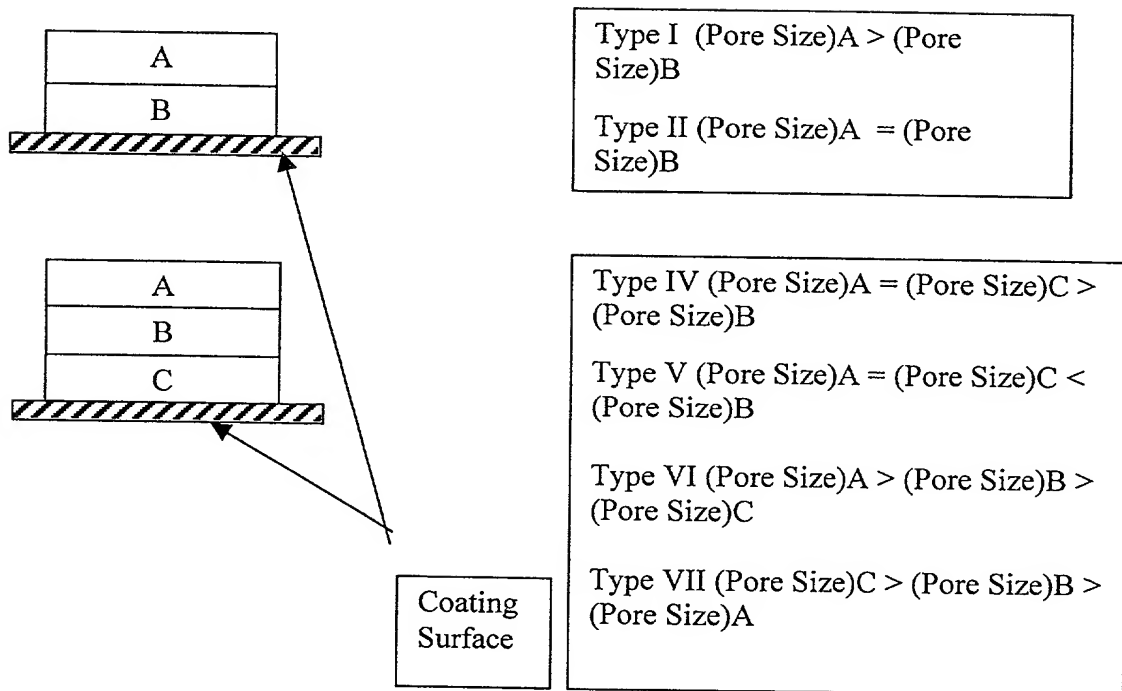 A
B
Type I (Pore Size)A > (Pore
Size)B
Type II (Pore Size)A = (Pore
Size)B
A
B
C
Type IV (Pore Size)A = (Pore Size)C >
(Pore Size)B
Type V (Pore Size)A = (Pore Size)C <
(Pore Size)B
Type VI (Pore Size)A > (Pore Size)B >
(Pore Size)C
Type VII (Pore Size)C > (Pore Size)B >
(Pore Size)A
Coating
Surface